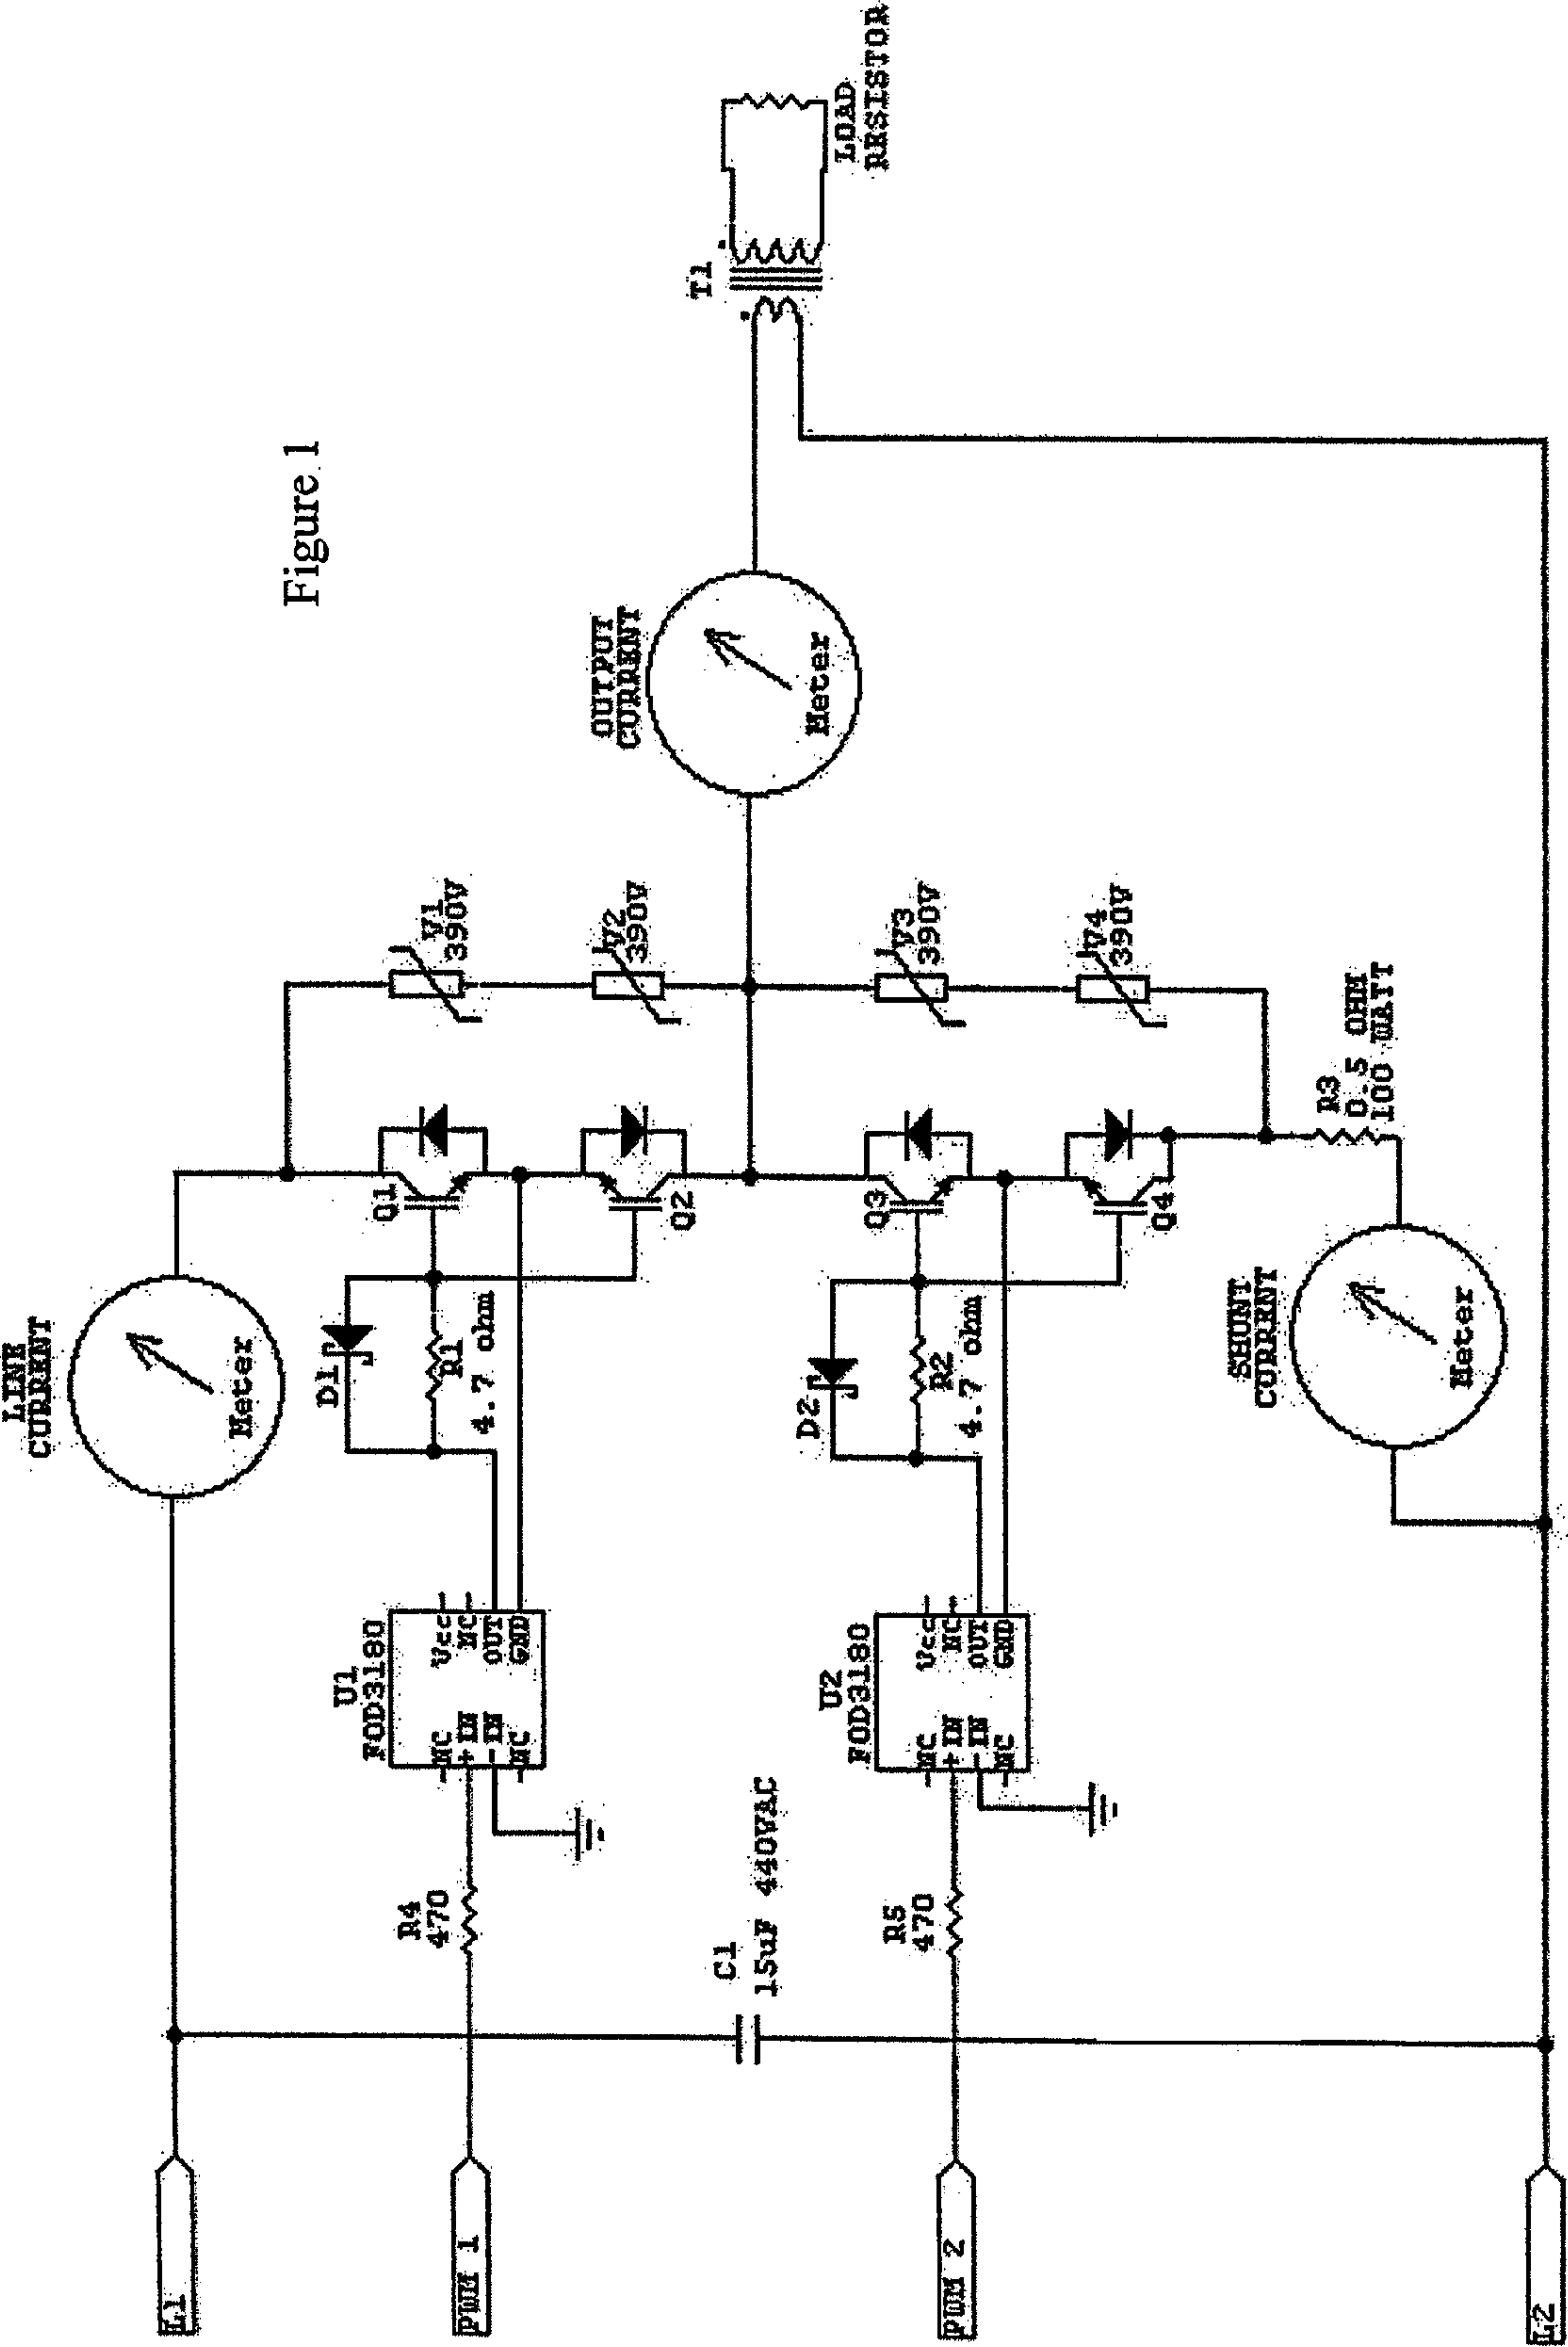 Figure 1
LINE
CURRENT
Meter
OUTPUT
CURRENT
Meter
SHUNT
CURRENT
Meter
L1
PWM 1
PWM 2
L2
R4
470
R5
470
C1
15uF 440VAC
U1
FOD3180
NC
+IN
-IN
NC
Vcc
NC
OUT
GND
U2
FOD3180
NC
+IN
-IN
NC
Vcc
NC
OUT
GND
D1
R1
4.7 ohm
D2
R2
4.7 ohm
Q1
Q2
Q3
Q4
V1
390V
V2
390V
V3
390V
V4
390V
R3
0.5 OHM
100 WATT
T1
LOAD
RESISTOR